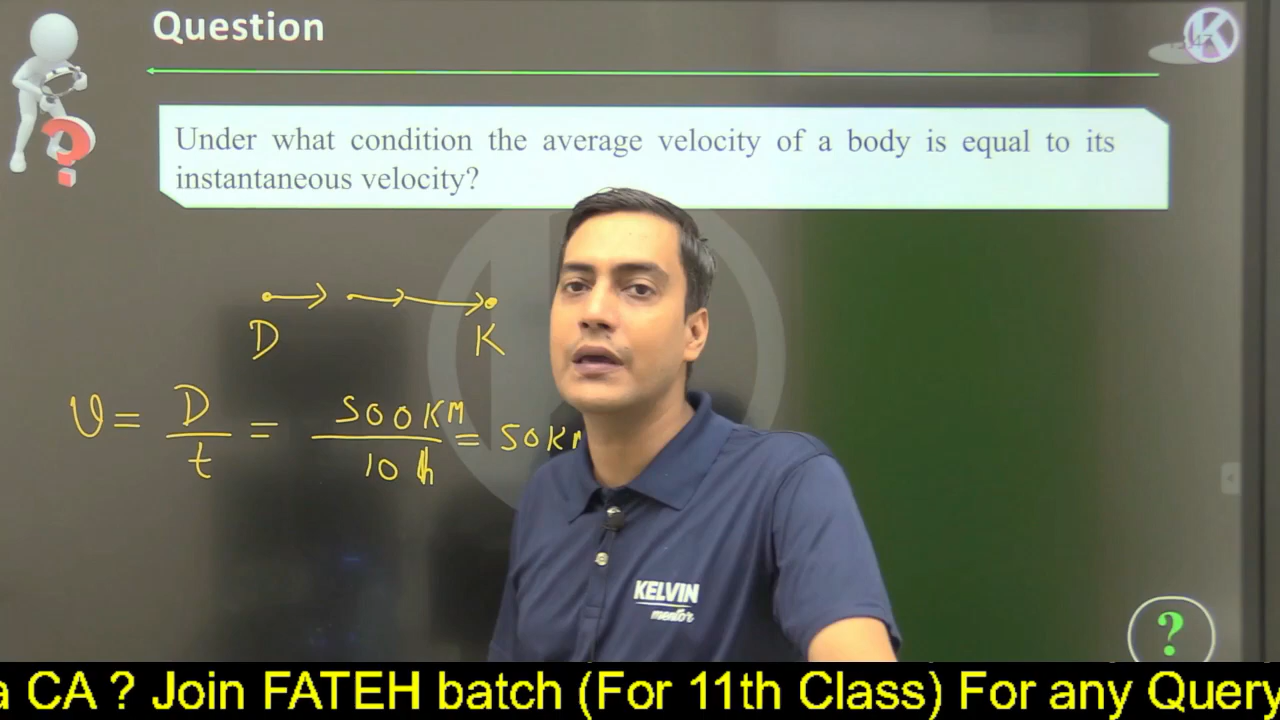 Question
Under what condition the average velocity of a body is equal to its
instantaneous velocity?
D K
V = D/t = 500KM/10h = 50K
KELVIN
mentor
CA ? Join FATEH batch (For 11th Class) For any Query